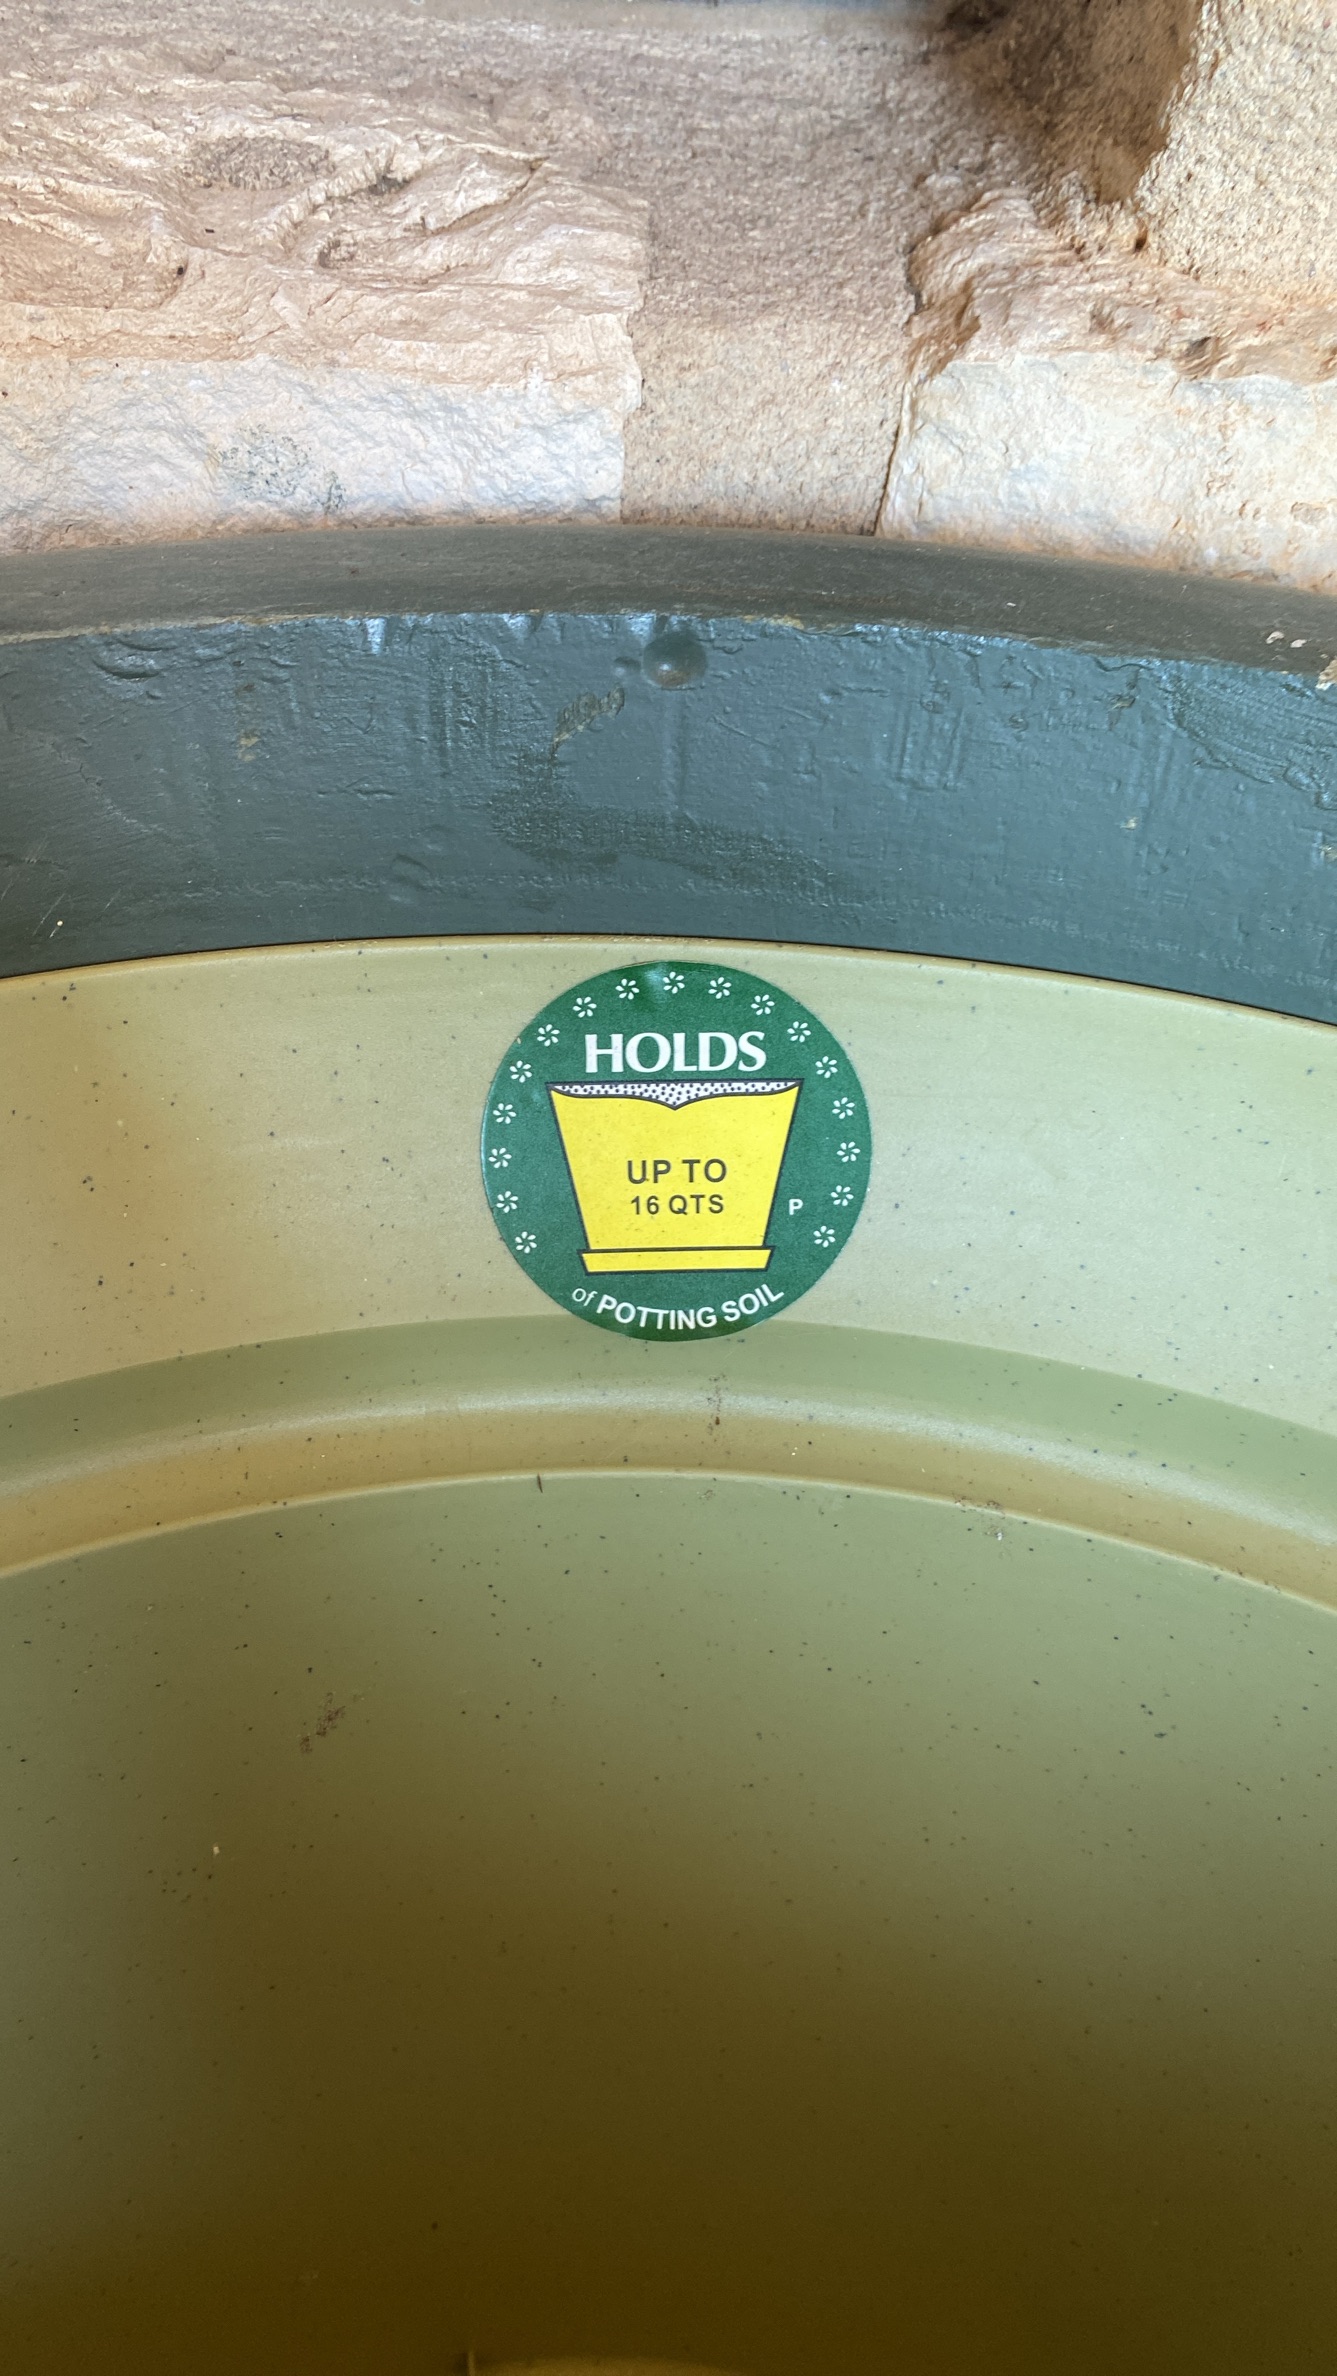 HOLDS
UP TO
16 QTS
P
of POTTING SOIL